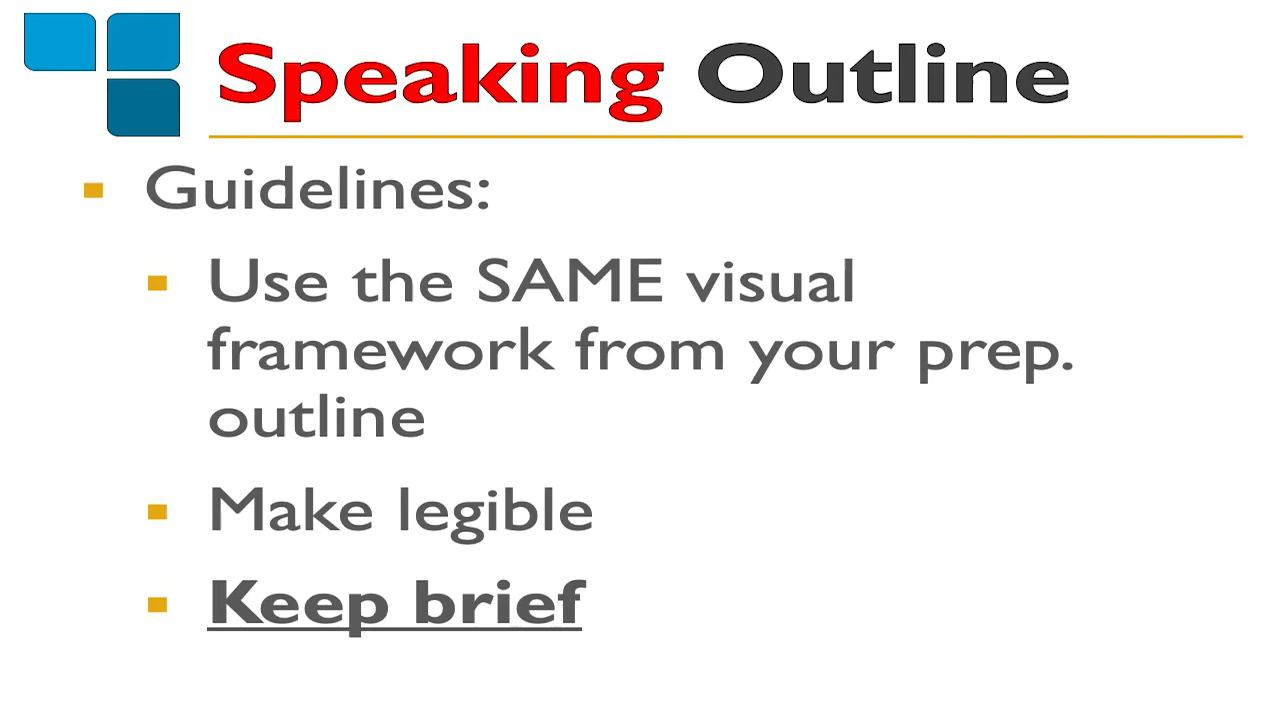 Speaking Outline
Guidelines:
Use the SAME visual
framework from your prep.
outline
Make legible
Keep brief